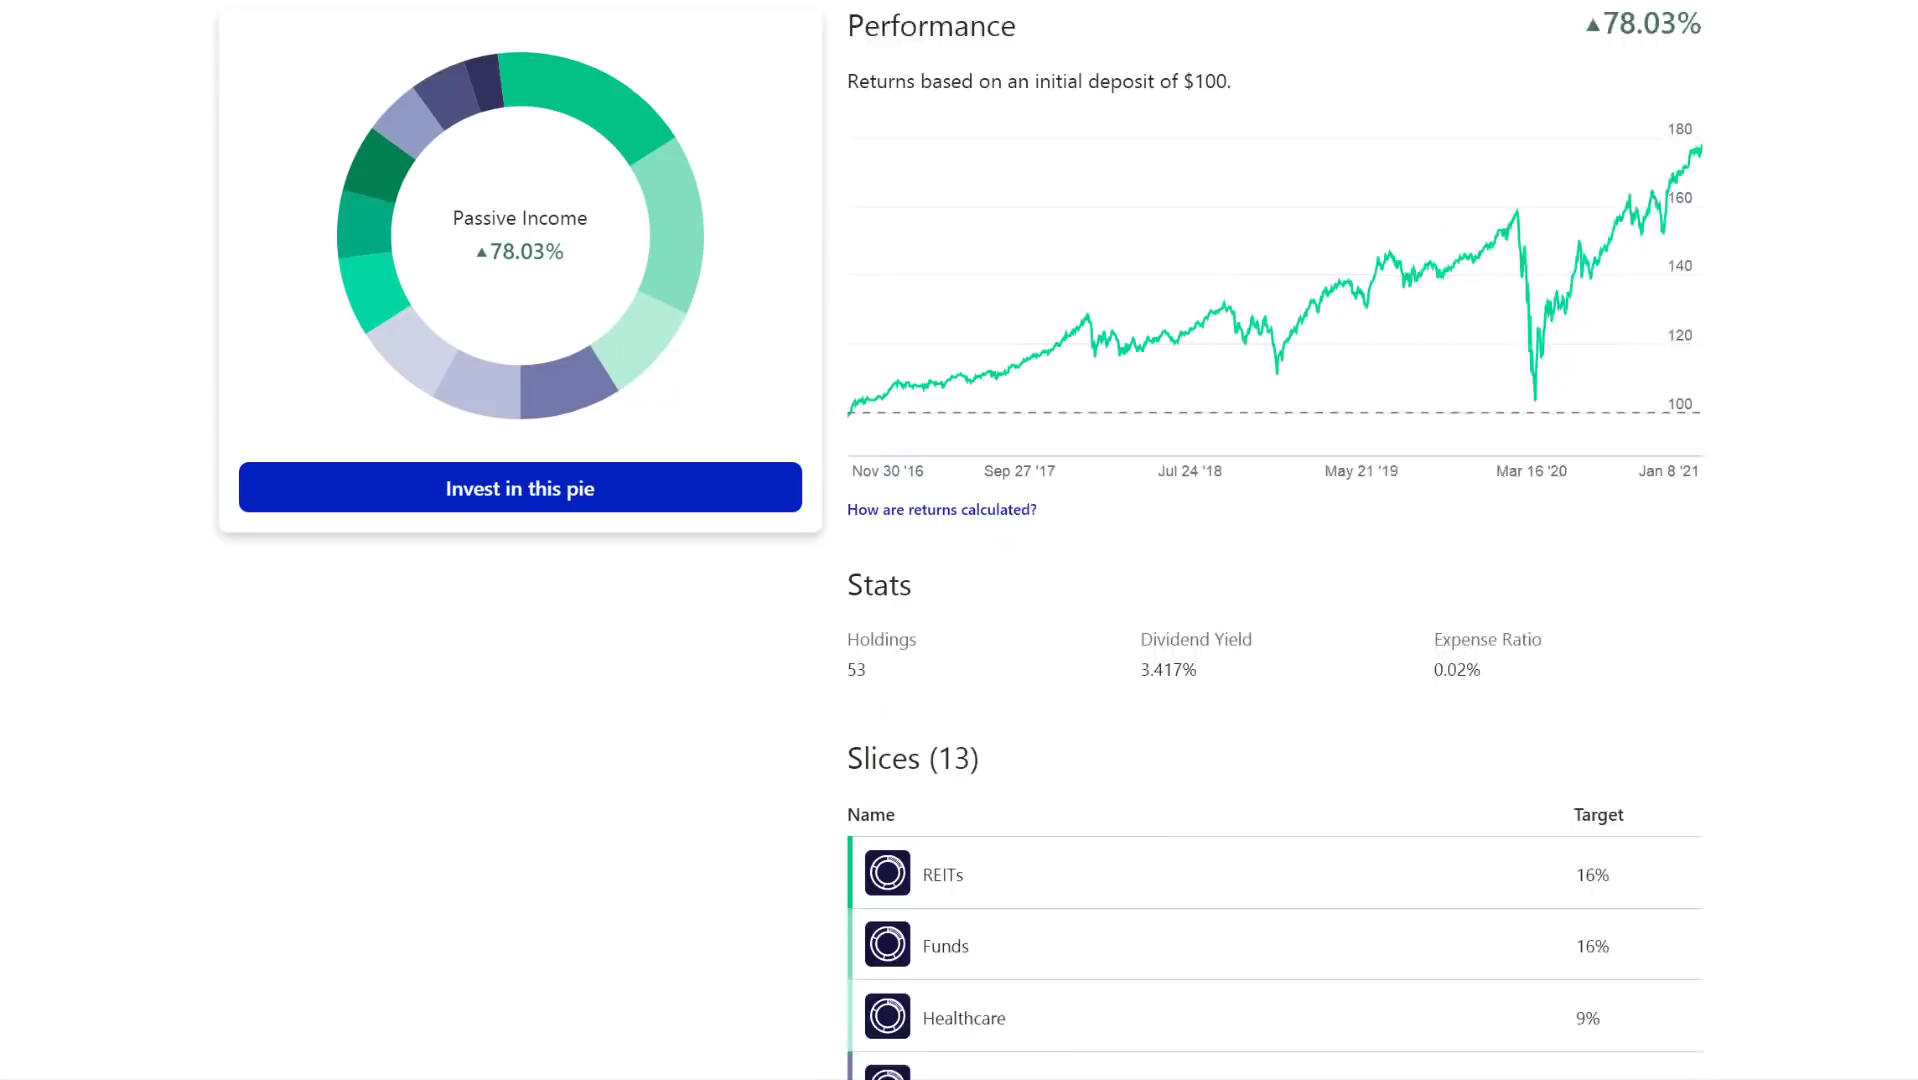 Passive Income
▲78.03%
Invest in this pie
Performance
▲78.03%
Returns based on an initial deposit of $100.
180
160
140
120
100
Nov 30 '16
Sep 27 '17
Jul 24 '18
May 21 '19
Mar 16 '20
Jan 8 '21
How are returns calculated?
Stats
Holdings
Dividend Yield
Expense Ratio
53
3.417%
0.02%
Slices (13)
Name
Target
REITs
16%
Funds
16%
Healthcare
9%